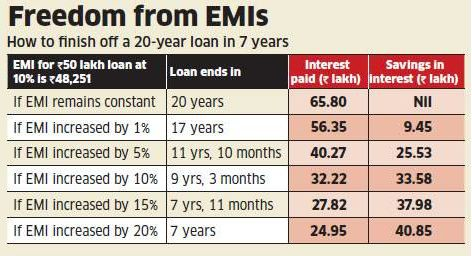 Freedom from EMIs
How to finish off a 20-year loan in 7 years
EMI for ₹50 lakh loan at 10% is ₹48,251 Loan ends in Interest paid (₹ lakh) Savings in interest (₹ lakh)
If EMI remains constant 20 years 65.80 Nil
If EMI increased by 1% 17 years 56.35 9.45
If EMI increased by 5% 11 yrs, 10 months 40.27 25.53
If EMI increased by 10% 9 yrs, 3 months 32.22 33.58
If EMI increased by 15% 7 yrs, 11 months 27.82 37.98
If EMI increased by 20% 7 years 24.95 40.85